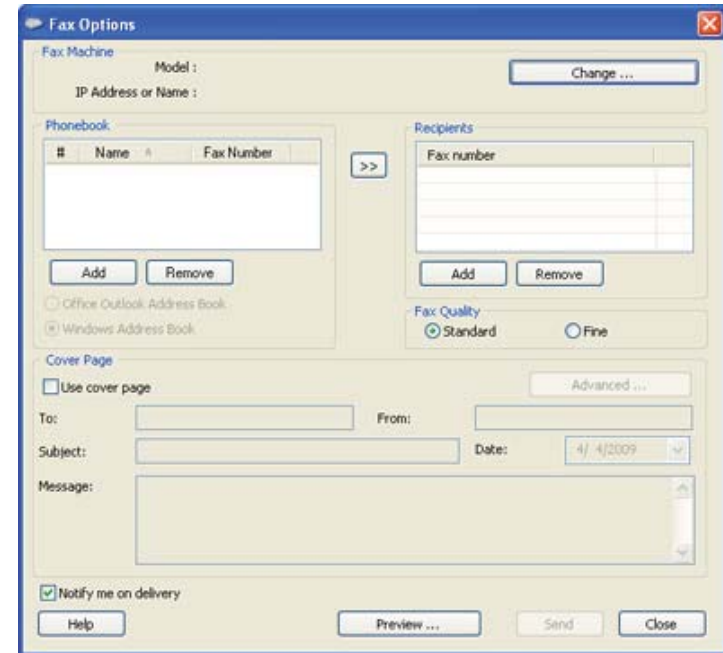 Fax Options
Fax Machine
Model :
Change ...
IP Address or Name :
Phonebook
# Name Fax Number
>>
Recipients
Fax number
Add Remove
Add Remove
Office Outlook Address Book
Windows Address Book
Fax Quality
Standard Fine
Cover Page
Use cover page
Advanced ...
To: From:
Subject: Date: 4/ 4/2009
Message:
Notify me on delivery
Help Preview ... Send Close